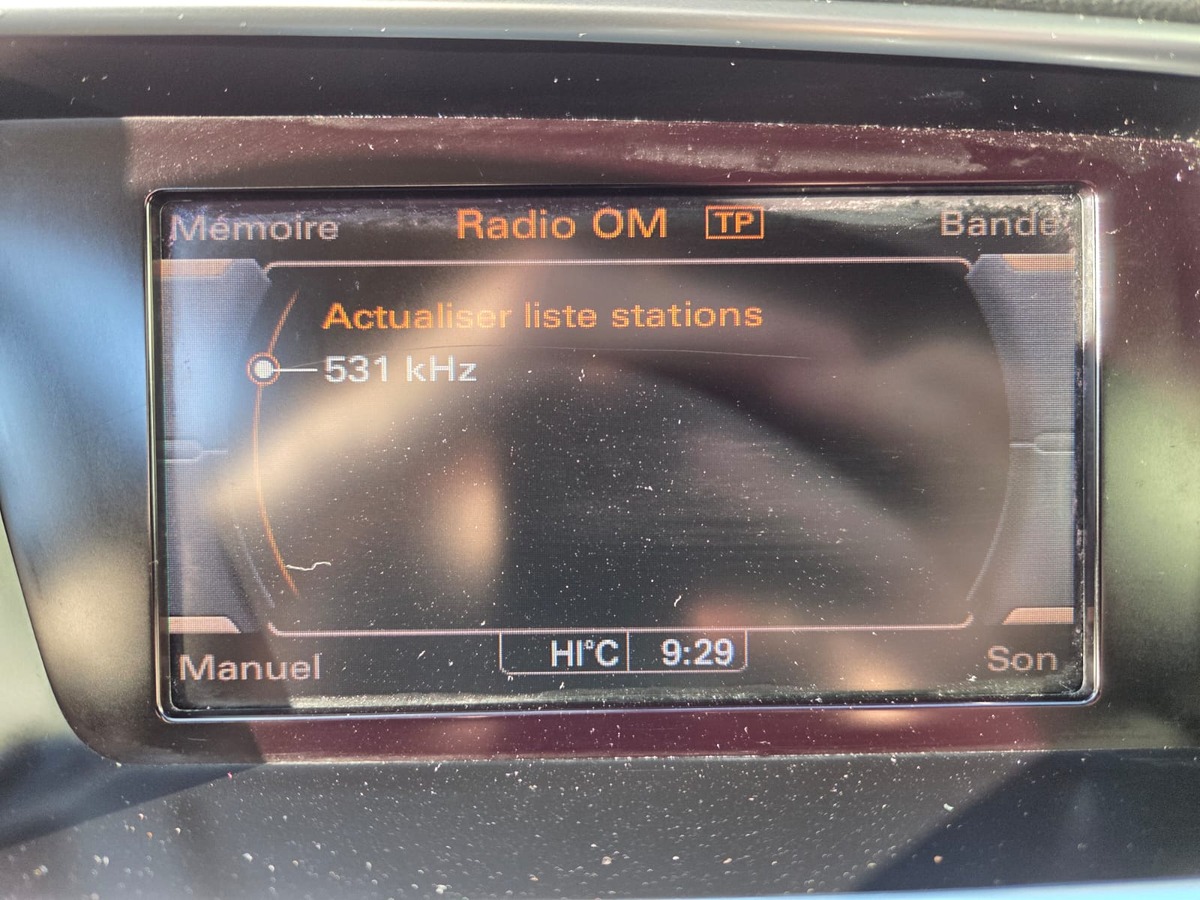 Mémoire Radio OM TP Bande
Actualiser liste stations
531 kHz
HI°C 9:29
Manuel Son